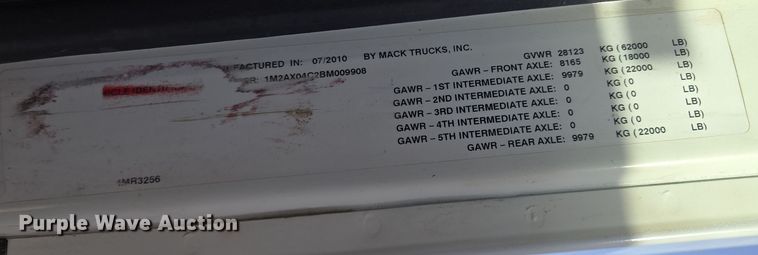 UFACTURED IN: 07/2010 BY MACK TRUCKS, INC.
1M2AX04C2BM009908
GVWR 28123 KG ( 62000 LB)
GAWR - FRONT AXLE: 8165 KG ( 18000 LB)
GAWR - 1ST INTERMEDIATE AXLE: 9979 KG ( 22000 LB)
GAWR - 2ND INTERMEDIATE AXLE: 0 KG ( 0 LB)
GAWR - 3RD INTERMEDIATE AXLE: 0 KG ( 0 LB)
GAWR - 4TH INTERMEDIATE AXLE: 0 KG ( 0 LB)
GAWR - 5TH INTERMEDIATE AXLE: 0 KG ( 0 LB)
GAWR - REAR AXLE: 9979 KG ( 22000 LB)
MR3256
Purple Wave Auction